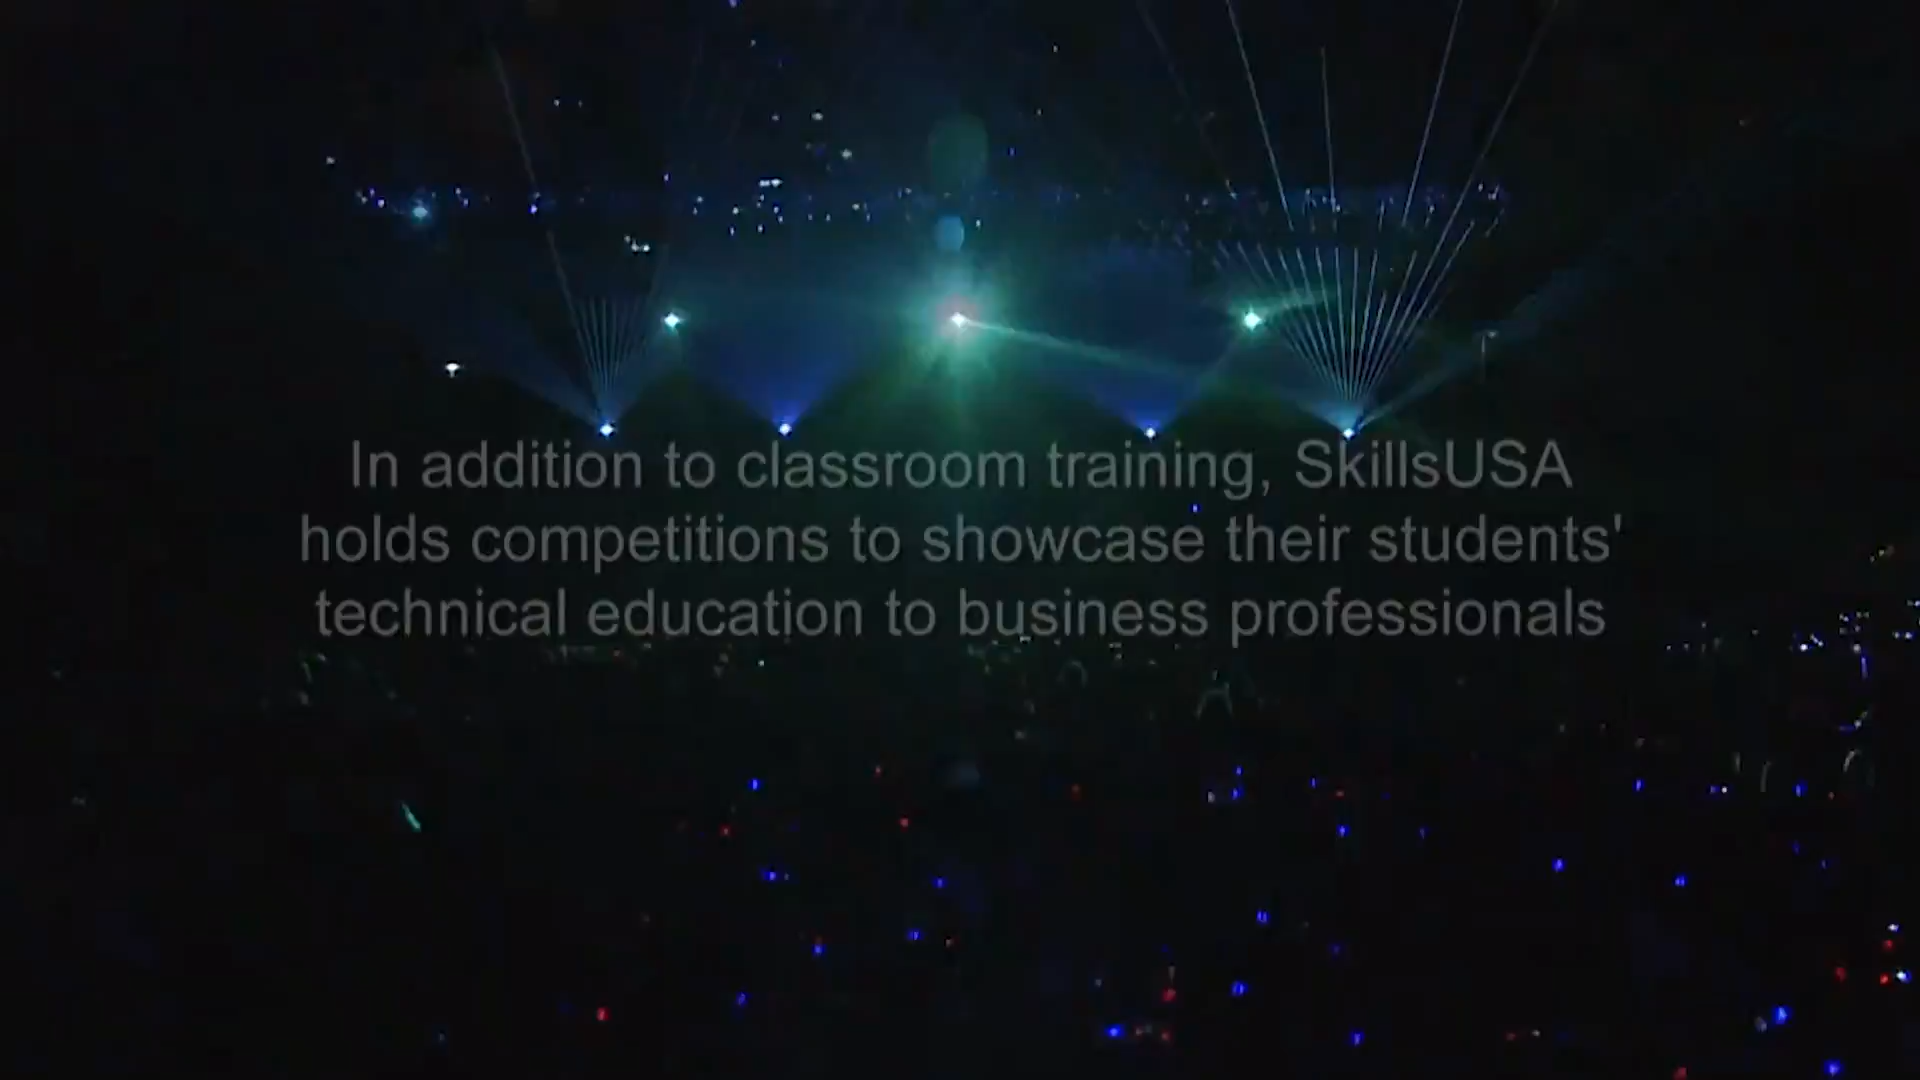 In addition to classroom training, SkillsUSA
holds competitions to showcase their students'
technical education to business professionals